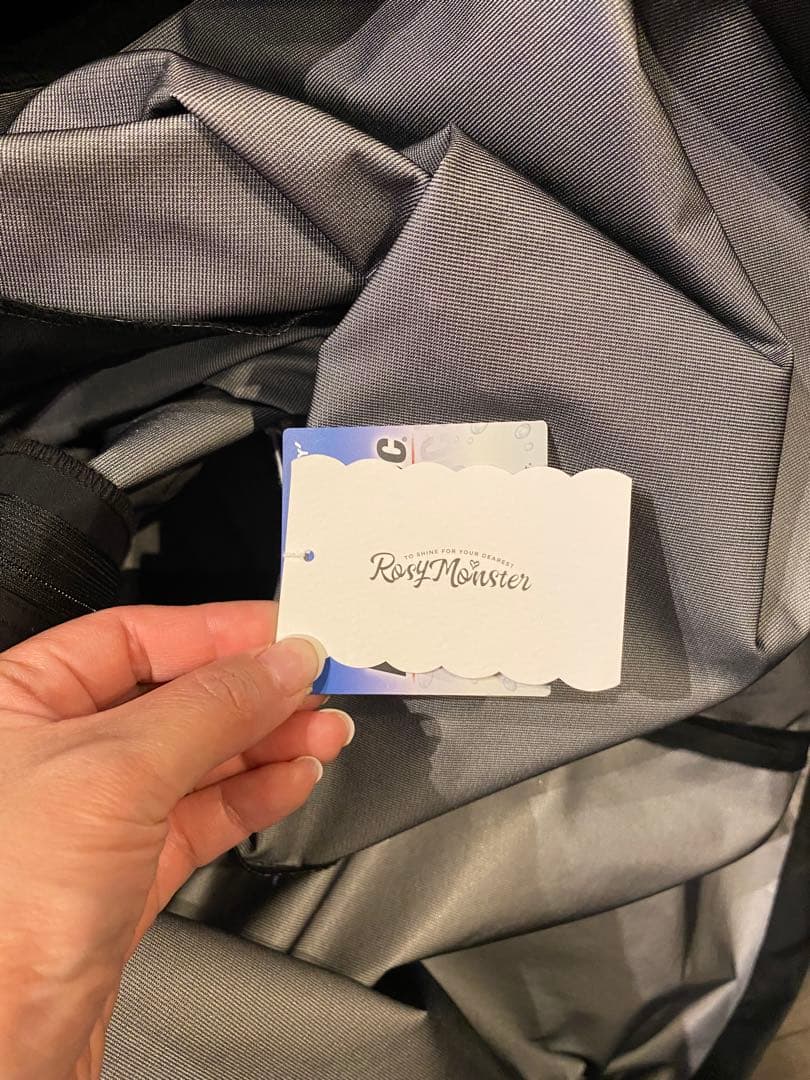 TO SHINE FOR YOUR DEAREST
RosyMonster
C®